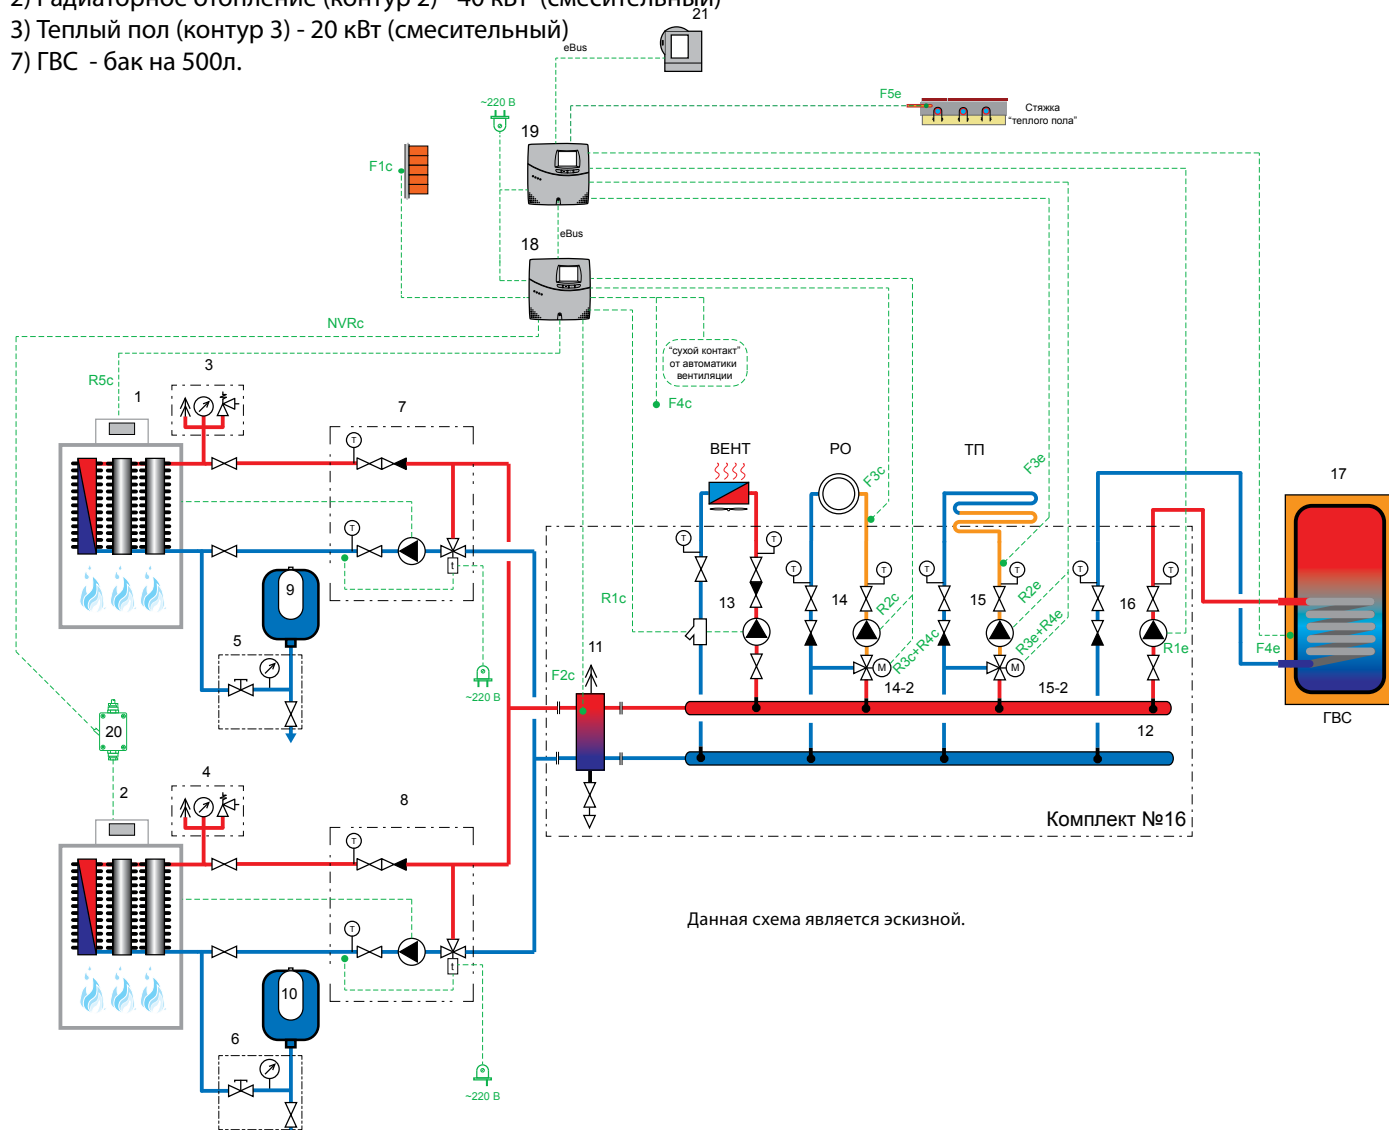 2) Радиаторное отопление (контур 2) - 40 кВт (смесительный)
3) Теплый пол (контур 3) - 20 кВт (смесительный)
7) ГВС - бак на 500л.
21
eBus
~220 В
F5e
Стяжка
"теплого пола"
19
F1c
eBus
18
NVRc
"сухой контакт"
от автоматики
вентиляции
R5c
F4c
1
3
7
T
ВЕНТ
РО
ТП
F3c
F3e
17
T
t
9
5
~220 В
11
F2c
R1c
T
T
T
T
T
T
T
T
13
14
15
16
R2c
R2e
M
M
R3c+R4c
R3e+R4e
R1e
F4e
14-2
15-2
12
ГВС
20
2
4
8
Комплект №16
T
T
t
Данная схема является эскизной.
10
6
~220 В